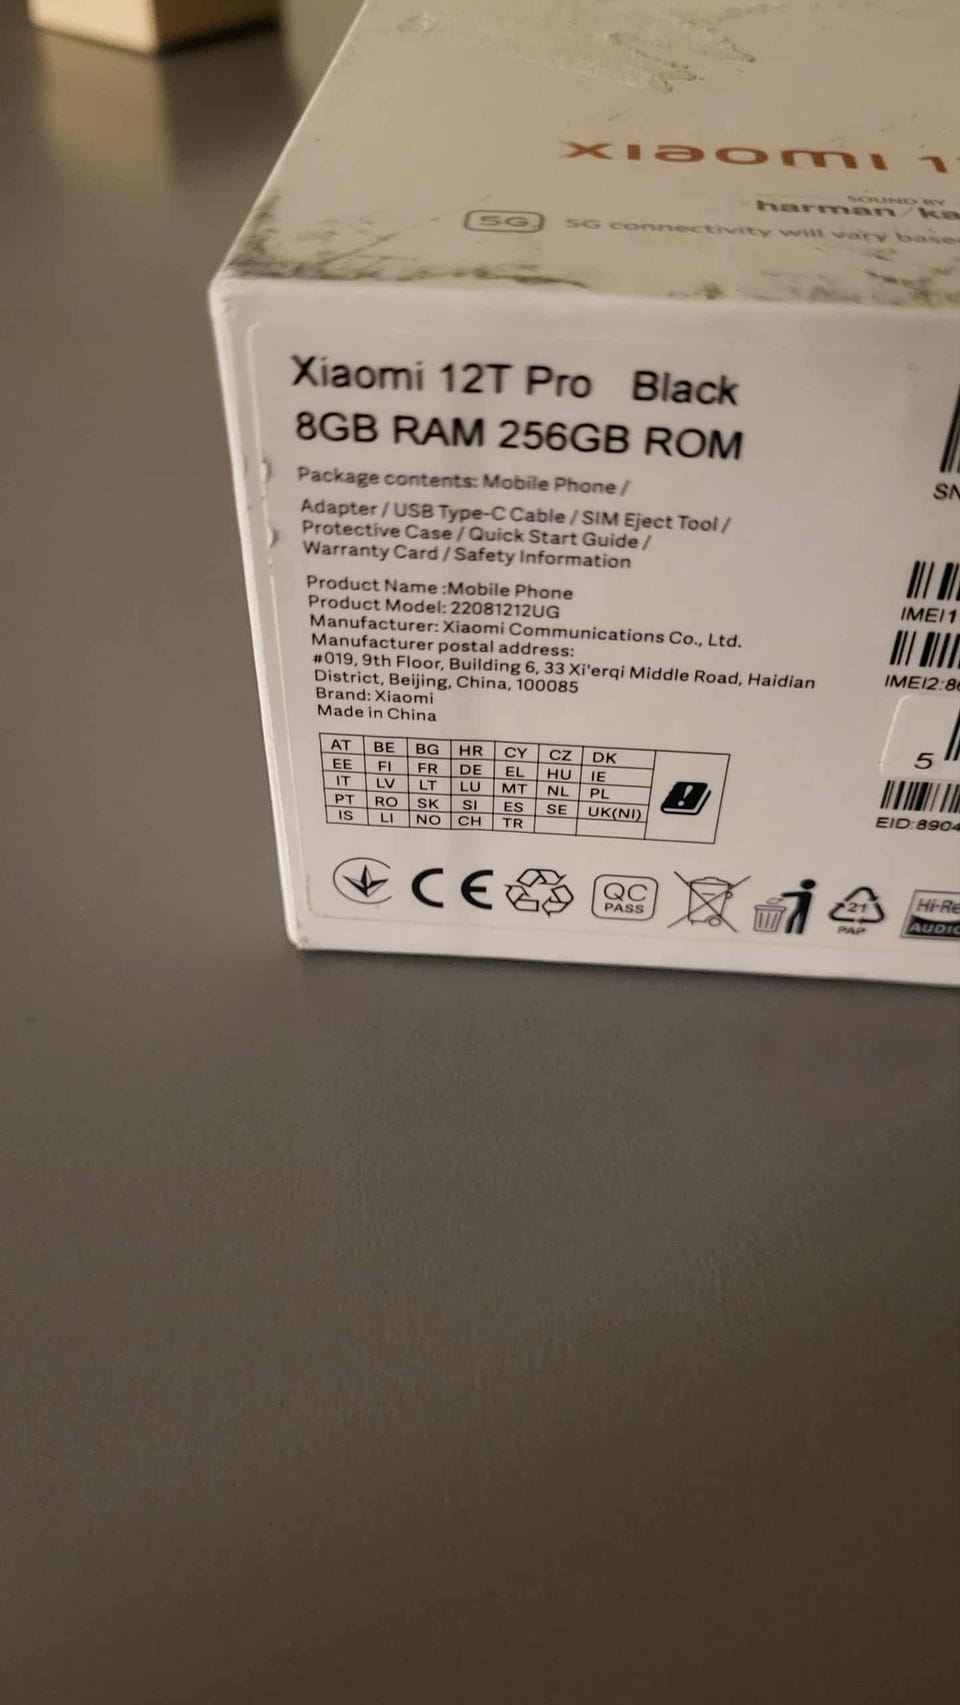 xiaomi 1
SOUND BY
harman/ka
5G 5G connectivity will vary base
Xiaomi 12T Pro Black
8GB RAM 256GB ROM
Package contents: Mobile Phone /
Adapter / USB Type-C Cable / SIM Eject Tool /
Protective Case / Quick Start Guide /
Warranty Card / Safety Information
Product Name :Mobile Phone
Product Model: 22081212UG
Manufacturer: Xiaomi Communications Co., Ltd.
Manufacturer postal address:
#019, 9th Floor, Building 6, 33 Xi'erqi Middle Road, Haidian
District, Beijing, China, 100085
Brand: Xiaomi
Made in China
SN
IMEI1
IMEI2:86
5
EID:8904
AT BE BG HR CY CZ DK
EE FI FR DE EL HU IE
IT LV LT LU MT NL PL
PT RO SK SI ES SE UK(NI)
IS LI NO CH TR
CE QC PASS 21 PAP Hi-Re AUDIO